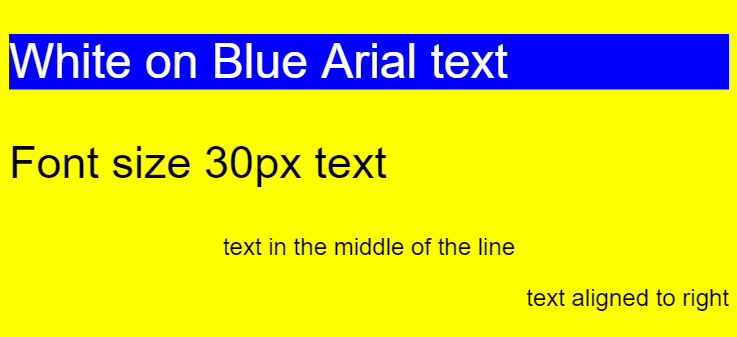 White on Blue Arial text
Font size 30px text
text in the middle of the line
text aligned to right